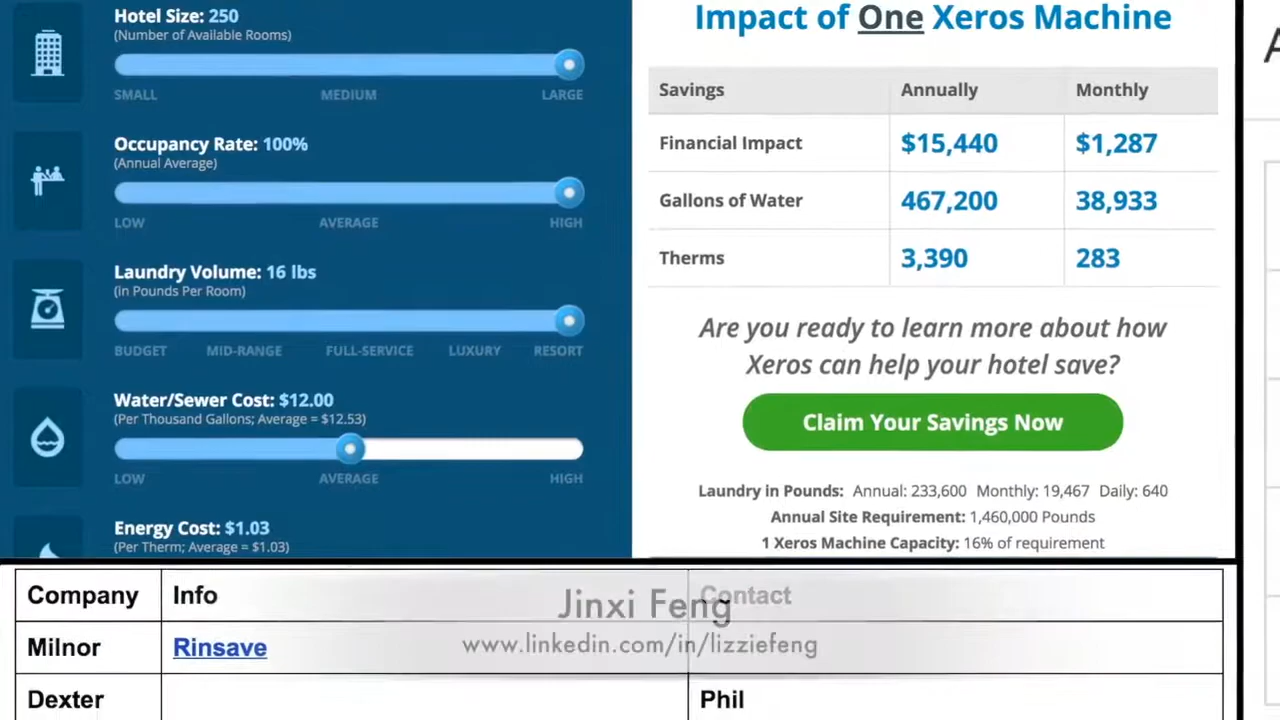 Hotel Size: 250
(Number of Available Rooms)
SMALL MEDIUM LARGE
Occupancy Rate: 100%
(Annual Average)
LOW AVERAGE HIGH
Laundry Volume: 16 lbs
(in Pounds Per Room)
BUDGET MID-RANGE FULL-SERVICE LUXURY RESORT
Water/Sewer Cost: $12.00
(Per Thousand Gallons; Average = $12.53)
LOW AVERAGE HIGH
Energy Cost: $1.03
(Per Therm; Average = $1.03)
Impact of One Xeros Machine
Savings Annually Monthly
Financial Impact $15,440 $1,287
Gallons of Water 467,200 38,933
Therms 3,390 283
Are you ready to learn more about how
Xeros can help your hotel save?
Claim Your Savings Now
Laundry in Pounds: Annual: 233,600 Monthly: 19,467 Daily: 640
Annual Site Requirement: 1,460,000 Pounds
1 Xeros Machine Capacity: 16% of requirement
A
Company Info Contact
Milnor Rinsave
Dexter Phil
Jinxi Feng
www.linkedin.com/in/lizziefeng